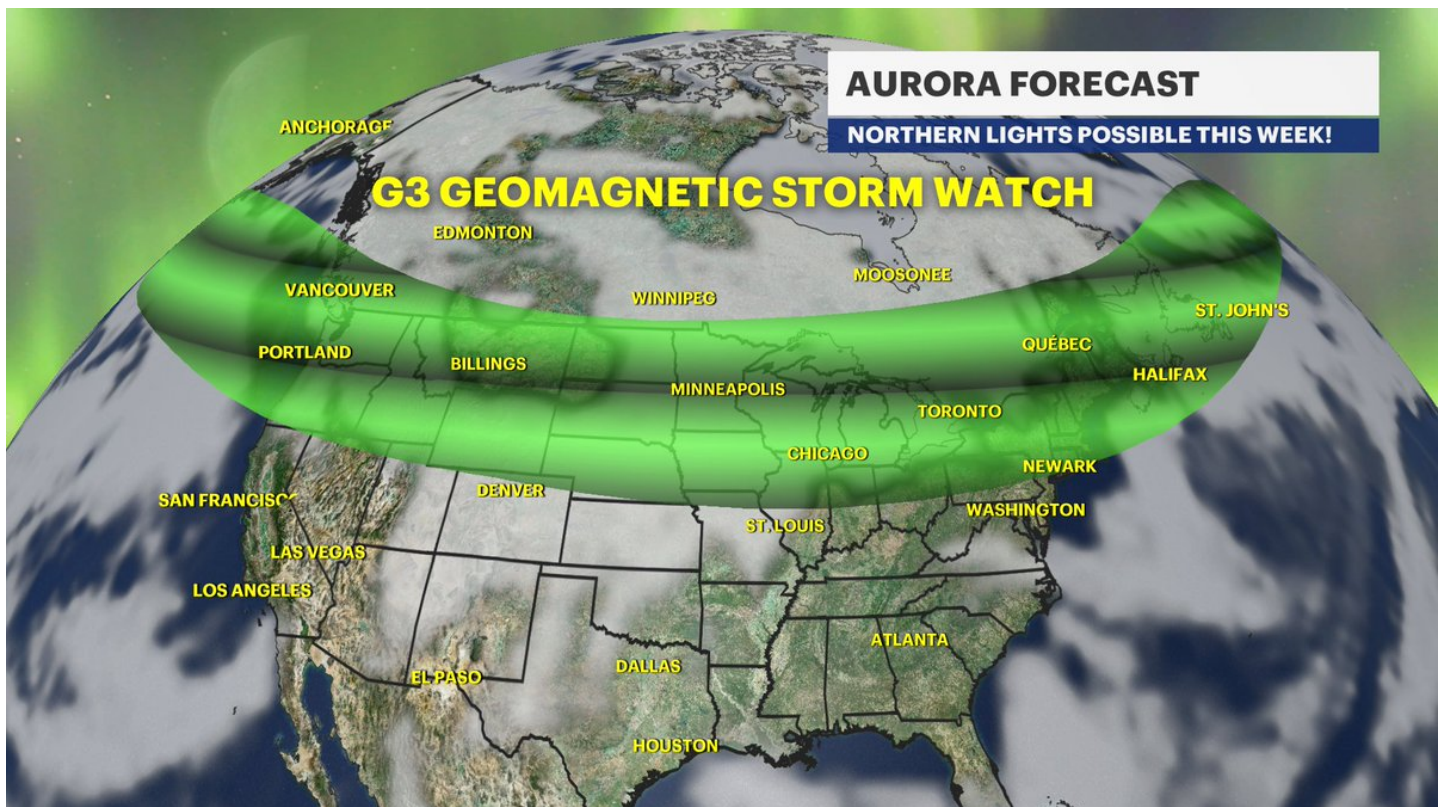 AURORA FORECAST
NORTHERN LIGHTS POSSIBLE THIS WEEK!
ANCHORAGE
G3 GEOMAGNETIC STORM WATCH
EDMONTON
MOOSONEE
VANCOUVER
WINNIPEG
ST. JOHN'S
QUÉBEC
PORTLAND
BILLINGS
HALIFAX
MINNEAPOLIS
TORONTO
CHICAGO
NEWARK
DENVER
SAN FRANCISC
WASHINGTON
ST. LOUIS
LAS VEGAS
LOS ANGELES
ATLANTA
DALLAS
EL PASO
HOUSTON